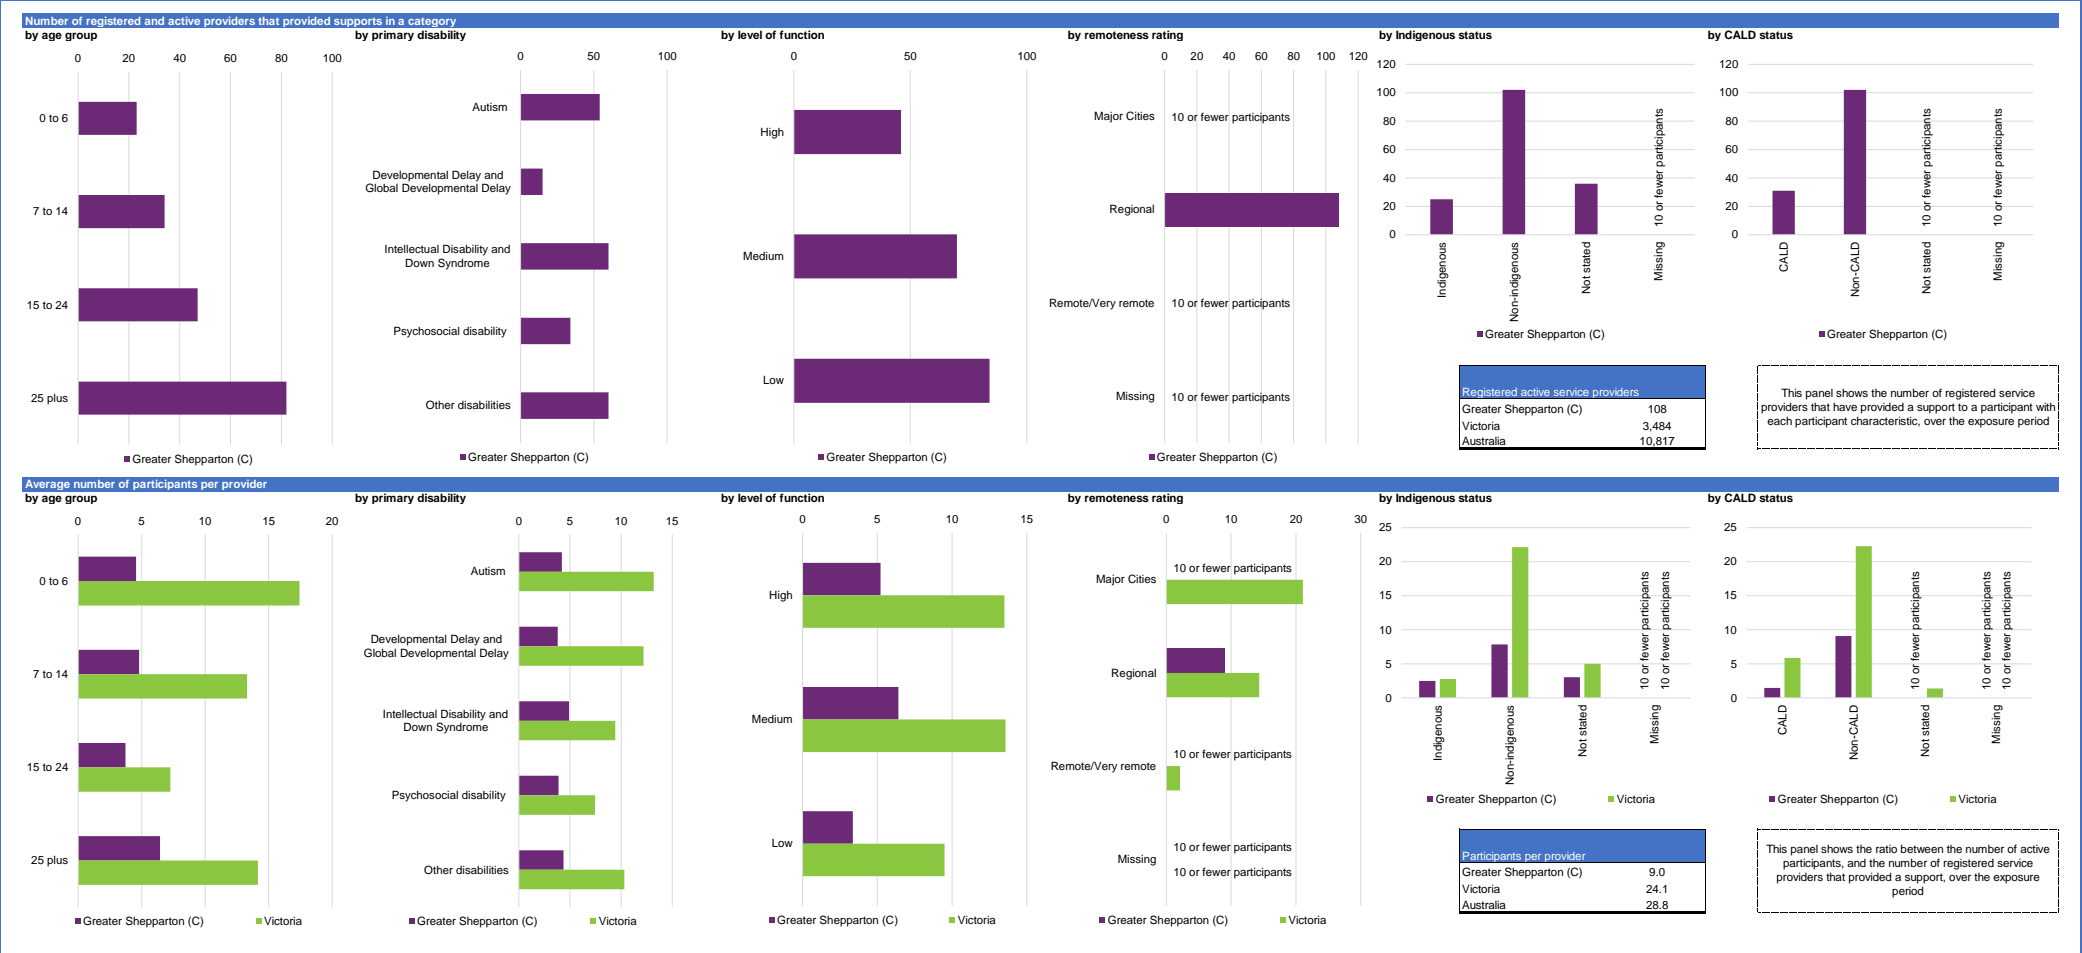 Number of registered and active providers that provided supports in a category
by age group
0 20 40 60 80 100
0 to 6
7 to 14
15 to 24
25 plus
Greater Shepparton (C)
by primary disability
0 50 100
Autism
Developmental Delay and
Global Developmental Delay
Intellectual Disability and
Down Syndrome
Psychosocial disability
Other disabilities
Greater Shepparton (C)
by level of function
0 50 100
High
Medium
Low
Greater Shepparton (C)
by remoteness rating
0 20 40 60 80 100 120
Major Cities 10 or fewer participants
Regional
Remote/Very remote 10 or fewer participants
Missing 10 or fewer participants
Greater Shepparton (C)
by Indigenous status
120
100
80
60
40
20
0
10 or fewer participants
Indigenous
Non-indigenous
Not stated
Missing
Greater Shepparton (C)
by CALD status
120
100
80
60
40
20
0
10 or fewer participants
10 or fewer participants
CALD
Non-CALD
Not stated
Missing
Greater Shepparton (C)
Registered active service providers
Greater Shepparton (C) 108
Victoria 3,484
Australia 10,817
This panel shows the number of registered service
providers that have provided a support to a participant with
each participant characteristic, over the exposure period
Average number of participants per provider
by age group
0 5 10 15 20
0 to 6
7 to 14
15 to 24
25 plus
Greater Shepparton (C) Victoria
by primary disability
0 5 10 15
Autism
Developmental Delay and
Global Developmental Delay
Intellectual Disability and
Down Syndrome
Psychosocial disability
Other disabilities
Greater Shepparton (C) Victoria
by level of function
0 5 10 15
High
Medium
Low
Greater Shepparton (C) Victoria
by remoteness rating
0 10 20 30
10 or fewer participants
Major Cities
Regional
10 or fewer participants
Remote/Very remote
10 or fewer participants
Missing
10 or fewer participants
Greater Shepparton (C) Victoria
by Indigenous status
25
20
15
10
5
0
10 or fewer participants
10 or fewer participants
Indigenous
Non-indigenous
Not stated
Missing
Greater Shepparton (C) Victoria
by CALD status
25
20
15
10
5
0
10 or fewer participants
10 or fewer participants
10 or fewer participants
CALD
Non-CALD
Not stated
Missing
Greater Shepparton (C) Victoria
Participants per provider
Greater Shepparton (C) 9.0
Victoria 24.1
Australia 28.8
This panel shows the ratio between the number of active
participants, and the number of registered service
providers that provided a support, over the exposure
period